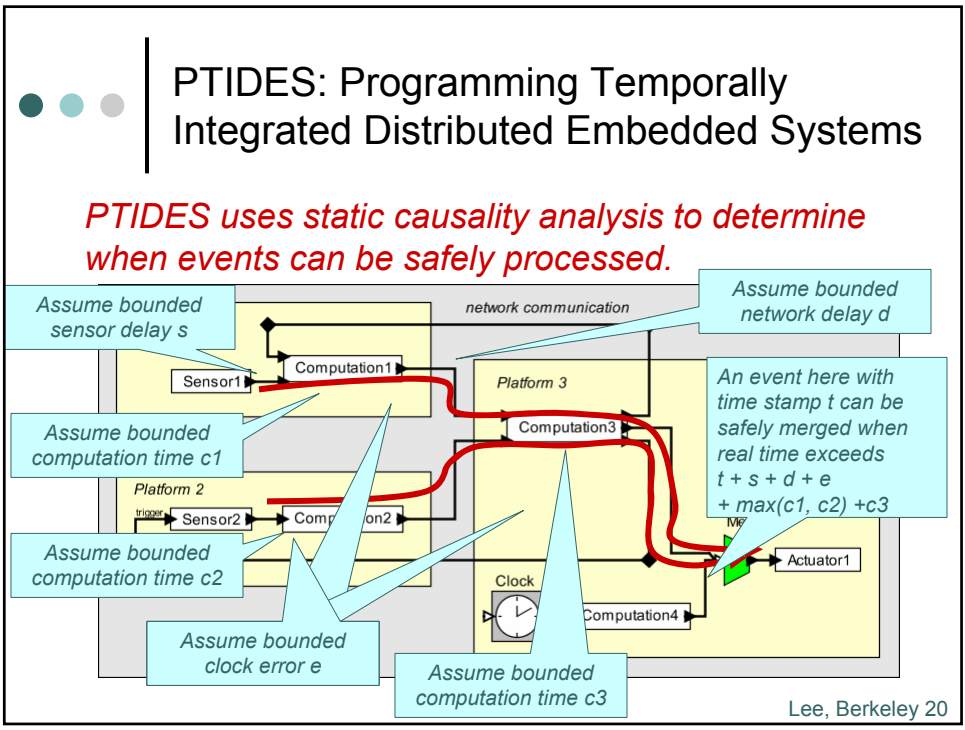 PTIDES: Programming Temporally
Integrated Distributed Embedded Systems
PTIDES uses static causality analysis to determine
when events can be safely processed.
Assume bounded
sensor delay s
network communication
Assume bounded
network delay d
Computation1
Sensor1
Platform 3
An event here with
time stamp t can be
safely merged when
real time exceeds
t + s + d + e
+ max(c1, c2) +c3
Computation3
Assume bounded
computation time c1
Platform 2
trigger
Sensor2
Assume bounded
computation time c2
Actuator1
Clock
Computation4
Assume bounded
clock error e
Assume bounded
computation time c3
Lee, Berkeley 20